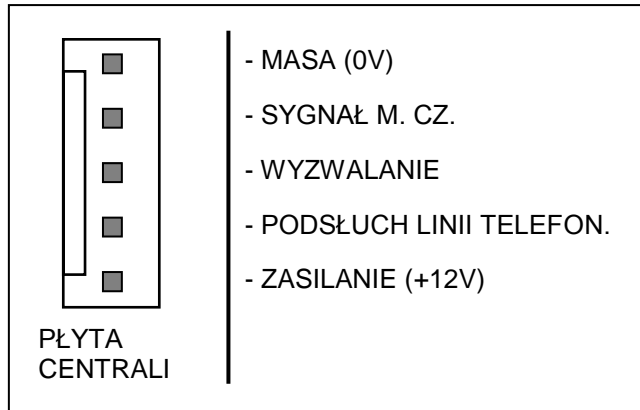 - MASA (0V)
- SYGNAŁ M. CZ.
- WYZWALANIE
- PODSŁUCH LINII TELEFON.
- ZASILANIE (+12V)
PŁYTA
CENTRALI